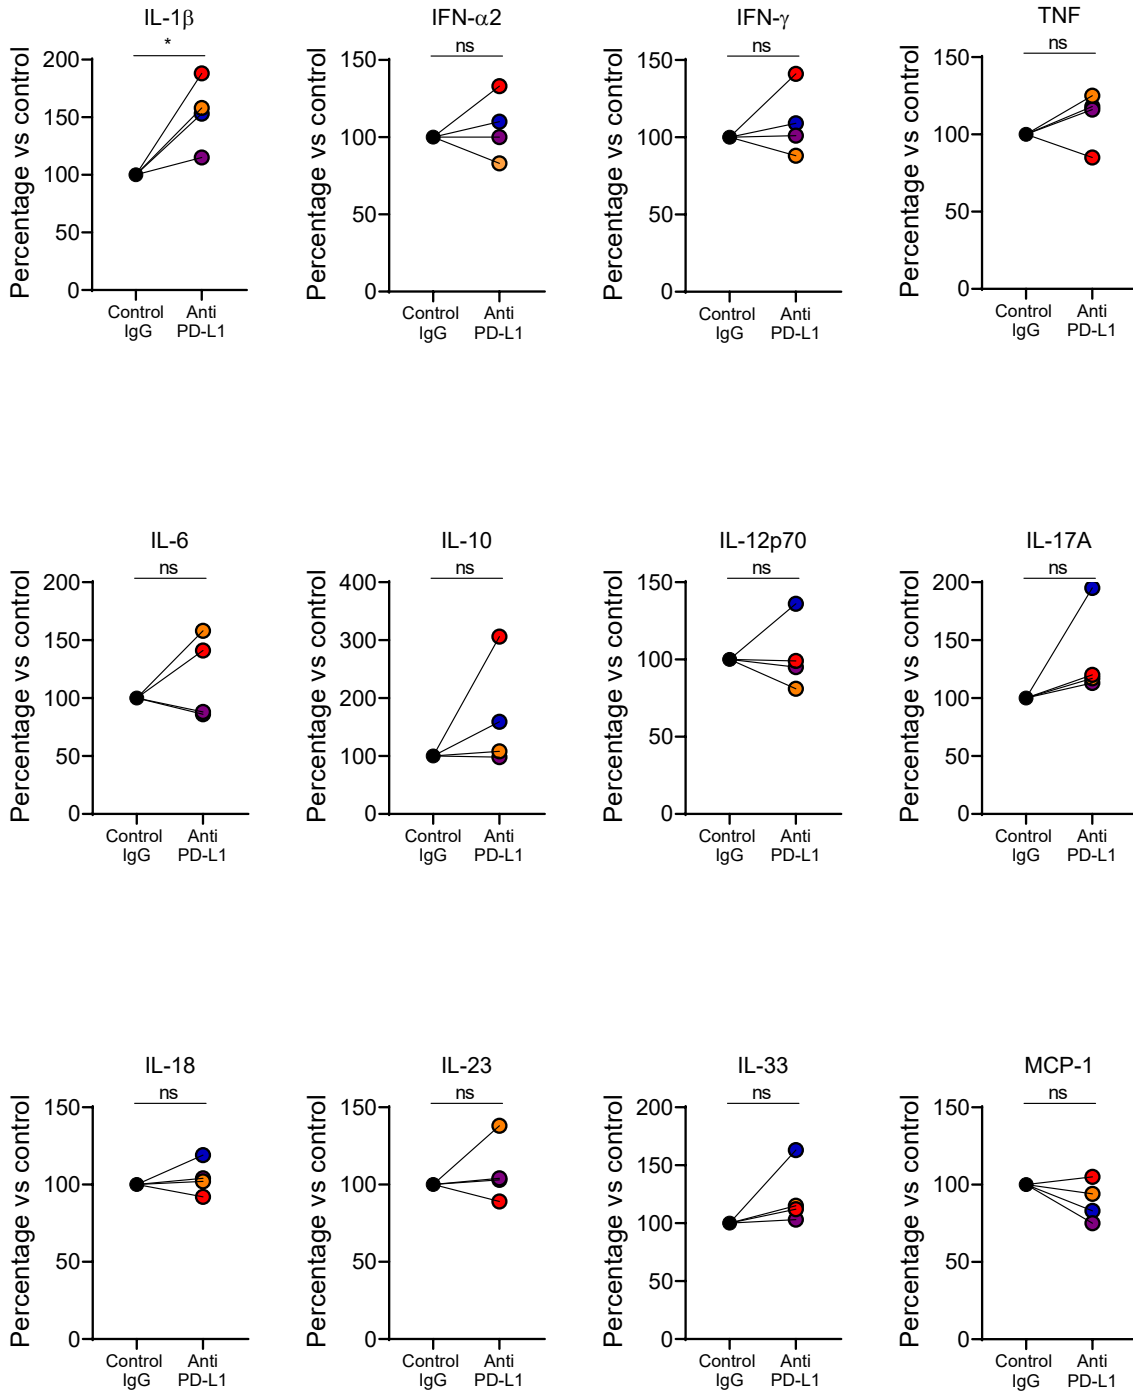 IL-1β
*
Percentage vs control
200
150
100
50
0
Control
IgG
Anti
PD-L1
IFN-α2
ns
Percentage vs control
150
100
50
0
Control
IgG
Anti
PD-L1
IFN-γ
ns
Percentage vs control
150
100
50
0
Control
IgG
Anti
PD-L1
TNF
ns
Percentage vs control
150
100
50
0
Control
IgG
Anti
PD-L1
IL-6
ns
Percentage vs control
200
150
100
50
0
Control
IgG
Anti
PD-L1
IL-10
ns
Percentage vs control
400
300
200
100
0
Control
IgG
Anti
PD-L1
IL-12p70
ns
Percentage vs control
150
100
50
0
Control
IgG
Anti
PD-L1
IL-17A
ns
Percentage vs control
200
150
100
50
0
Control
IgG
Anti
PD-L1
IL-18
ns
Percentage vs control
150
100
50
0
Control
IgG
Anti
PD-L1
IL-23
ns
Percentage vs control
150
100
50
0
Control
IgG
Anti
PD-L1
IL-33
ns
Percentage vs control
200
150
100
50
0
Control
IgG
Anti
PD-L1
MCP-1
ns
Percentage vs control
150
100
50
0
Control
IgG
Anti
PD-L1